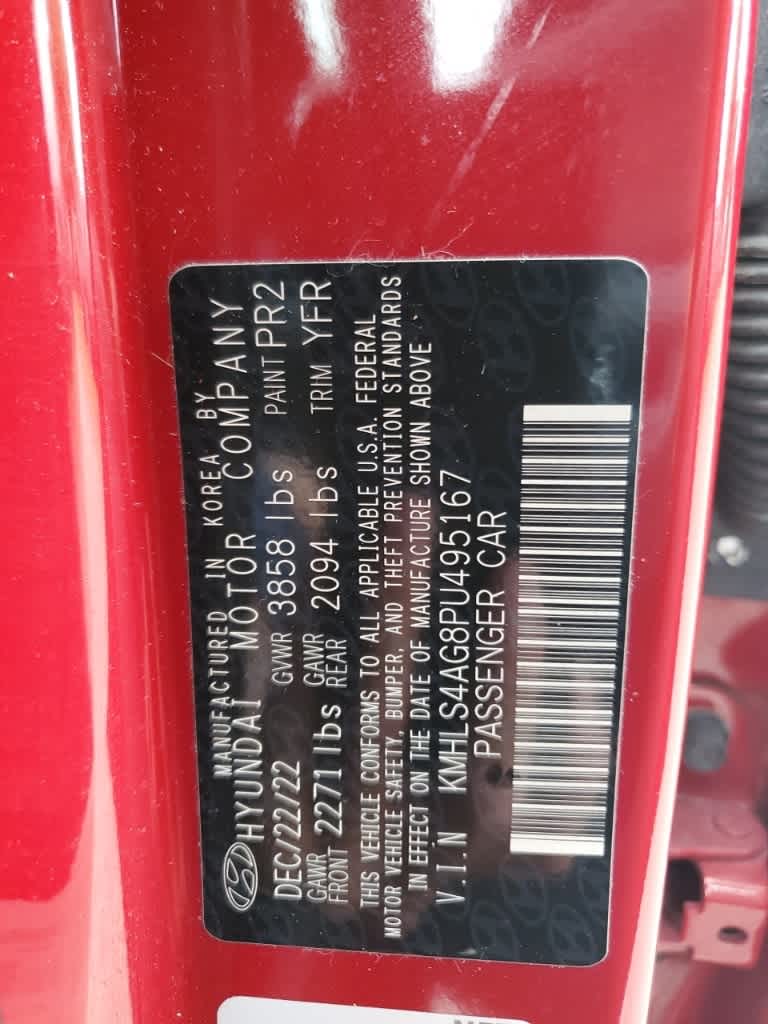 MANUFACTURED IN KOREA BY
HYUNDAI MOTOR COMPANY
DEC/22/22 GVWR 3858 lbs PAINT PR2
GAWR FRONT 2271 lbs GAWR REAR 2094 lbs TRIM YFR
THIS VEHICLE CONFORMS TO ALL APPLICABLE U.S.A. FEDERAL
MOTOR VEHICLE SAFETY, BUMPER, AND THEFT PREVENTION STANDARDS
IN EFFECT ON THE DATE OF MANUFACTURE SHOWN ABOVE.
V.I.N KMHLS4AG8PU495167
PASSENGER CAR